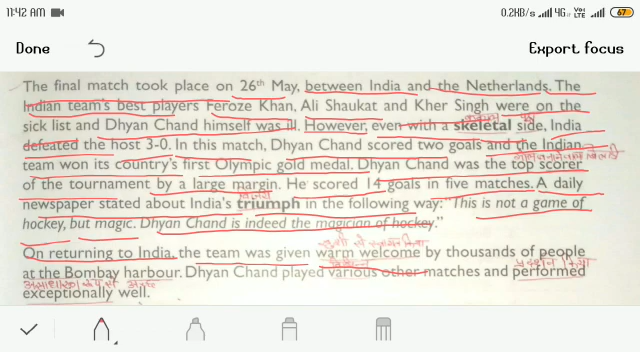 11:42 AM 0.2KB/s 4G VoLTE 67
Done Export focus
The final match took place on 26th May, between India and the Netherlands. The
Indian team's best players Feroze Khan, Ali Shaukat and Kher Singh were on the
sick list and Dhyan Chand himself was ill. However, even with a skeletal side, India
defeated the host 3-0. In this match, Dhyan Chand scored two goals and the Indian
team won its country's first Olympic gold medal. Dhyan Chand was the top scorer
of the tournament by a large margin. He scored 14 goals in five matches. A daily
newspaper stated about India's triumph in the following way: "This is not a game of
hockey, but magic. Dhyan Chand is indeed the magician of hockey."
On returning to India, the team was given warm welcome by thousands of people
at the Bombay harbour. Dhyan Chand played various other matches and performed
exceptionally well.